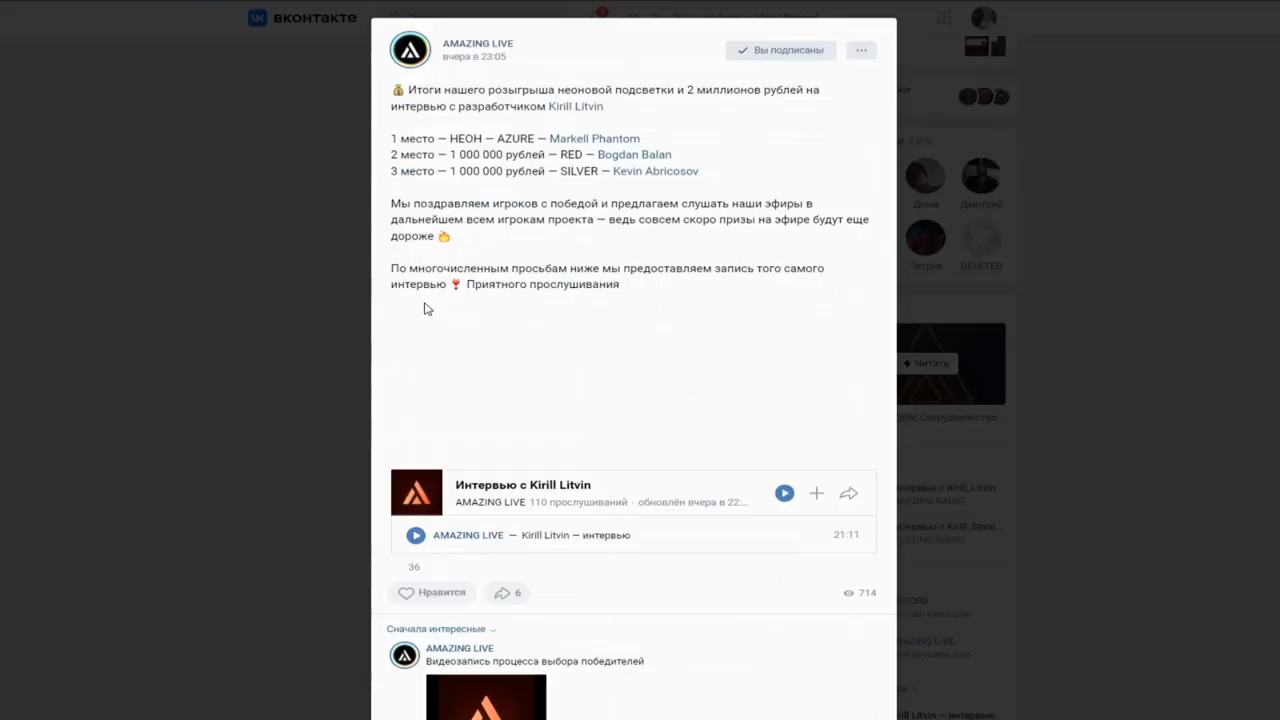 вконтакте
AMAZING LIVE
вчера в 23:05
Вы подписаны
💰 Итоги нашего розыгрыша неоновой подсветки и 2 миллионов рублей на
интервью с разработчиком Kirill Litvin
1 место — НЕОН — AZURE — Markell Phantom
2 место — 1 000 000 рублей — RED — Bogdan Balan
3 место — 1 000 000 рублей — SILVER — Kevin Abricosov
Мы поздравляем игроков с победой и предлагаем слушать наши эфиры в
дальнейшем всем игрокам проекта — ведь совсем скоро призы на эфире будут еще
дороже
По многочисленным просьбам ниже мы предоставляем запись того самого
интервью ❣ Приятного прослушивания
Интервью с Kirill Litvin
AMAZING LIVE 110 прослушиваний · обновлён вчера в 22:...
AMAZING LIVE — Kirill Litvin — интервью
21:11
36
Нравится
6
714
Сначала интересные
AMAZING LIVE
Видеозапись процесса выбора победителей
Дима
Дмитрий
Патрик
DELETED
Читать
Сотрудничество